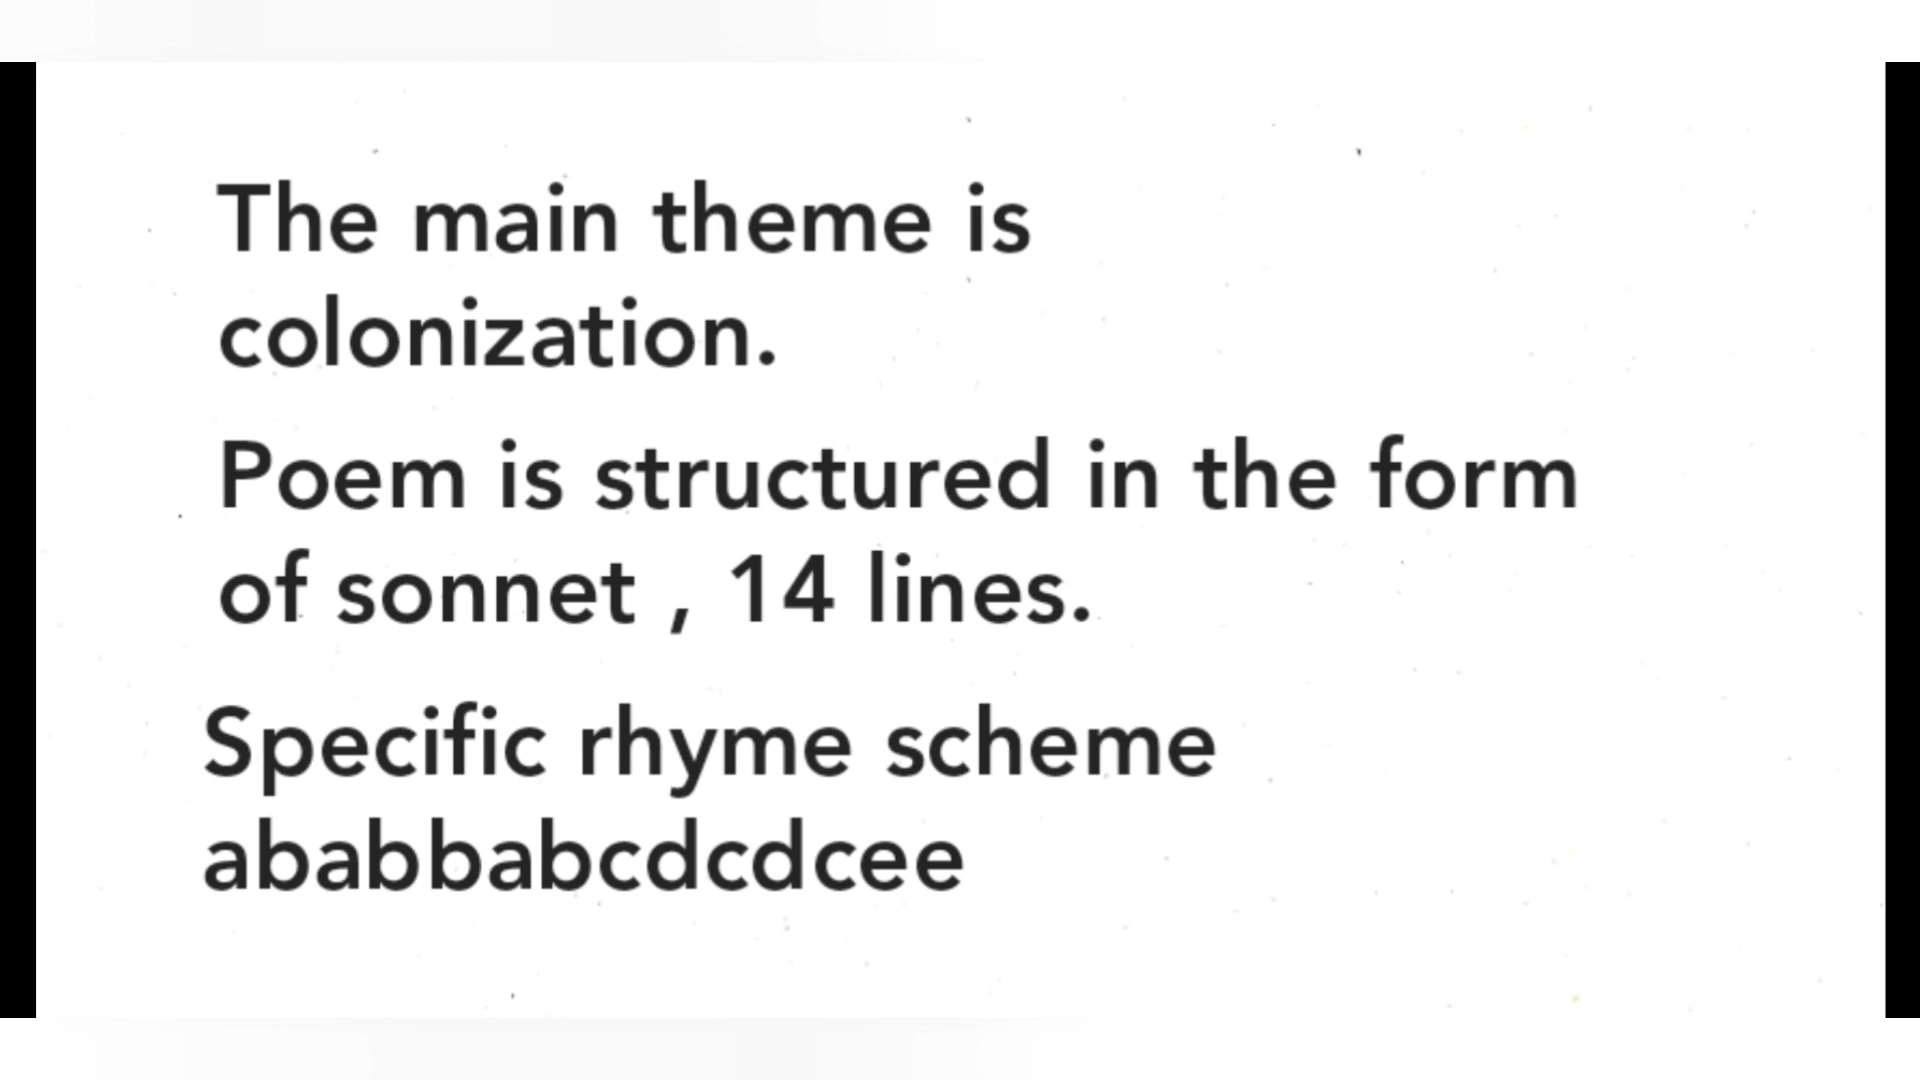 The main theme is
colonization.
Poem is structured in the form
of sonnet , 14 lines.
Specific rhyme scheme
ababbabcdcdcee